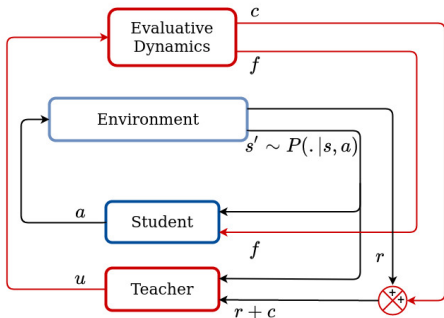 c
Evaluative
Dynamics
f
Environment
s′ ∼ P(.|s, a)
a
Student
f
r
u
Teacher
r + c
+
+